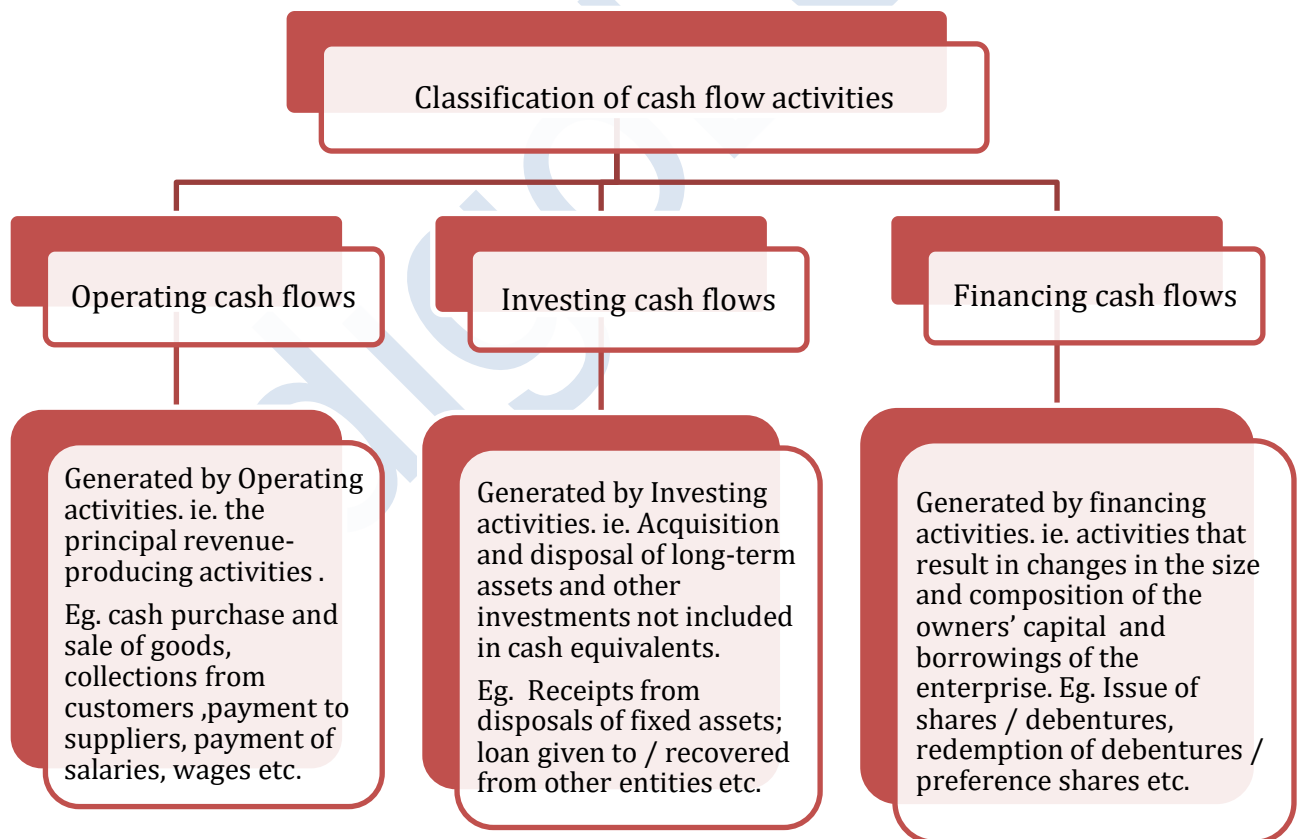 Classification of cash flow activities
Operating cash flows
Investing cash flows
Financing cash flows
Generated by Operating
activities. ie. the
principal revenue-
producing activities .
Eg. cash purchase and
sale of goods,
collections from
customers ,payment to
suppliers, payment of
salaries, wages etc.
Generated by Investing
activities. ie. Acquisition
and disposal of long-term
assets and other
investments not included
in cash equivalents.
Eg. Receipts from
disposals of fixed assets;
loan given to / recovered
from other entities etc.
Generated by financing
activities. ie. activities that
result in changes in the size
and composition of the
owners’ capital and
borrowings of the
enterprise. Eg. Issue of
shares / debentures,
redemption of debentures /
preference shares etc.